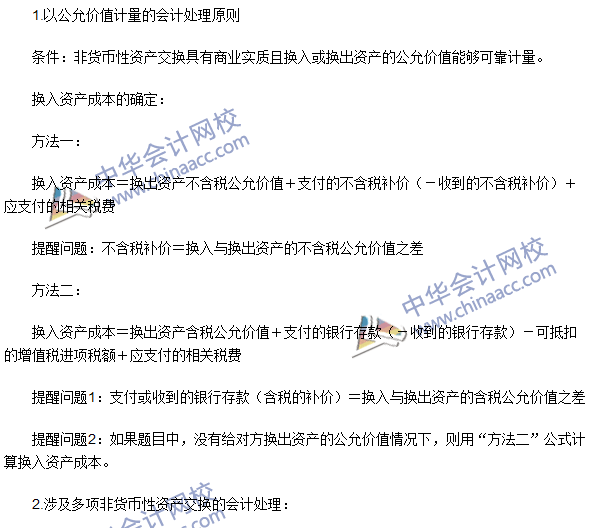 1.以公允价值计量的会计处理原则
条件：非货币性资产交换具有商业实质且换入或换出资产的公允价值能够可靠计量。
换入资产成本的确定：
方法一：
换入资产成本＝换出资产不含税公允价值＋支付的不含税补价（－收到的不含税补价）＋
应支付的相关税费
提醒问题：不含税补价＝换入与换出资产的不含税公允价值之差
方法二：
换入资产成本＝换出资产含税公允价值＋支付的银行存款（－收到的银行存款）－可抵扣
的增值税进项税额＋应支付的相关税费
提醒问题1：支付或收到的银行存款（含税的补价）＝换入与换出资产的含税公允价值之差
提醒问题2：如果题目中，没有给对方换出资产的公允价值情况下，则用“方法二”公式计
算换入资产成本。
2.涉及多项非货币性资产交换的会计处理：
中华会计网校
www.chinaacc.com
中华会计网校
www.chinaacc.com
中华会计网校